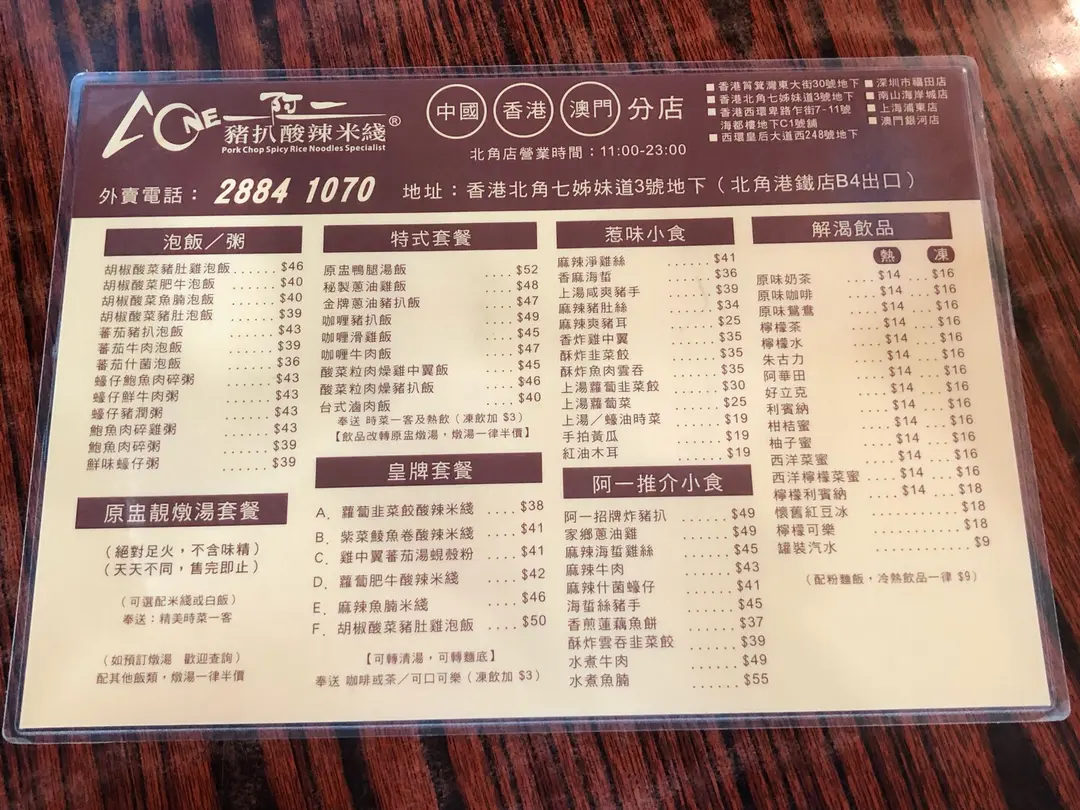 A ONE 阿一
豬扒酸辣米綫®
Pork Chop Spicy Rice Noodles Specialist
中國 香港 澳門 分店
北角店營業時間：11:00-23:00
■ 香港筲箕灣東大街30號地下
■ 香港北角七姊妹道3號地下
■ 香港西環卑路乍街7-11號
海都樓地下C1號舖
■ 西環皇后大道西248號地下
■ 深圳市福田店
■ 南山海岸城店
■ 上海浦東店
■ 澳門銀河店
外賣電話： 2884 1070 地址：香港北角七姊妹道3號地下（北角港鐵店B4出口）
泡飯／粥
胡椒酸菜豬肚雞泡飯 ...... $46
胡椒酸菜肥牛泡飯 ...... $40
胡椒酸菜魚腩泡飯 ...... $40
胡椒酸菜豬肚泡飯 ...... $39
蕃茄豬扒泡飯 ...... $43
蕃茄牛肉泡飯 ...... $39
蕃茄什菌泡飯 ...... $36
蠔仔鮑魚肉碎粥 ...... $43
蠔仔鮮牛肉粥 ...... $43
蠔仔豬潤粥 ...... $43
鮑魚肉碎雞粥 ...... $43
鮑魚肉碎粥 ...... $39
鮮味蠔仔粥 ...... $39
原盅靚燉湯套餐
（絕對足火，不含味精）
（天天不同，售完即止）
（可選配米綫或白飯）
奉送：精美時菜一客
（如預訂燉湯　歡迎查詢）
配其他飯類，燉湯一律半價
特式套餐
原盅鴨腿湯飯 .... $52
秘製蔥油雞飯 .... $48
金牌蔥油豬扒飯 .... $47
咖喱豬扒飯 .... $49
咖喱滑雞飯 .... $45
咖喱牛肉飯 .... $47
酸菜粒肉燥雞中翼飯 .... $45
酸菜粒肉燥豬扒飯 .... $46
台式滷肉飯 .... $40
奉送 時菜一客及熱飲（凍飲加 $3）
【飲品改轉原盅燉湯，燉湯一律半價】
皇牌套餐
A. 蘿蔔韭菜餃酸辣米綫 .... $38
B. 紫菜鯪魚卷酸辣米綫 .... $41
C. 雞中翼蕃茄湯蜆殼粉 .... $41
D. 蘿蔔肥牛酸辣米綫 .... $42
E. 麻辣魚腩米綫 .... $46
F. 胡椒酸菜豬肚雞泡飯 .... $50
【可轉清湯，可轉麵底】
奉送 咖啡或茶／可口可樂（凍飲加 $3）
惹味小食
麻辣淨雞絲 ...... $41
香麻海蜇 ...... $36
上湯咸爽豬手 ...... $39
麻辣豬肚絲 ...... $34
麻辣爽豬耳 ...... $25
香炸雞中翼 ...... $35
酥炸韭菜餃 ...... $35
酥炸魚肉雲吞 ...... $35
上湯蘿蔔韭菜餃 ...... $30
上湯蘿蔔菜 ...... $25
上湯／蠔油時菜 ...... $19
手拍黃瓜 ...... $19
紅油木耳 ...... $19
阿一推介小食
阿一招牌炸豬扒 ...... $49
家鄉蔥油雞 ...... $49
麻辣海蜇雞絲 ...... $45
麻辣牛肉 ...... $43
麻辣什菌蠔仔 ...... $41
海蜇絲豬手 ...... $45
香煎蓮藕魚餅 ...... $37
酥炸雲吞韭菜餃 ...... $39
水煮牛肉 ...... $49
水煮魚腩 ...... $55
解渴飲品
熱 凍
原味奶茶 .... $14 ... $16
原味咖啡 .... $14 ... $16
原味鴛鴦 .... $14 ... $16
檸檬茶 .... $14 ... $16
檸檬水 .... $14 ... $16
朱古力 .... $14 ... $16
阿華田 .... $14 ... $16
好立克 .... $14 ... $16
利賓納 .... $14 ... $16
柑桔蜜 .... $14 ... $16
柚子蜜 .... $14 ... $16
西洋菜蜜 .... $14 ... $16
西洋檸檬菜蜜 .... $14 ... $16
檸檬利賓納 .... $14 ... $18
懷舊紅豆冰 .... $18
檸檬可樂 .... $18
罐裝汽水 .... $9
（配粉麵飯，冷熱飲品一律 $9）